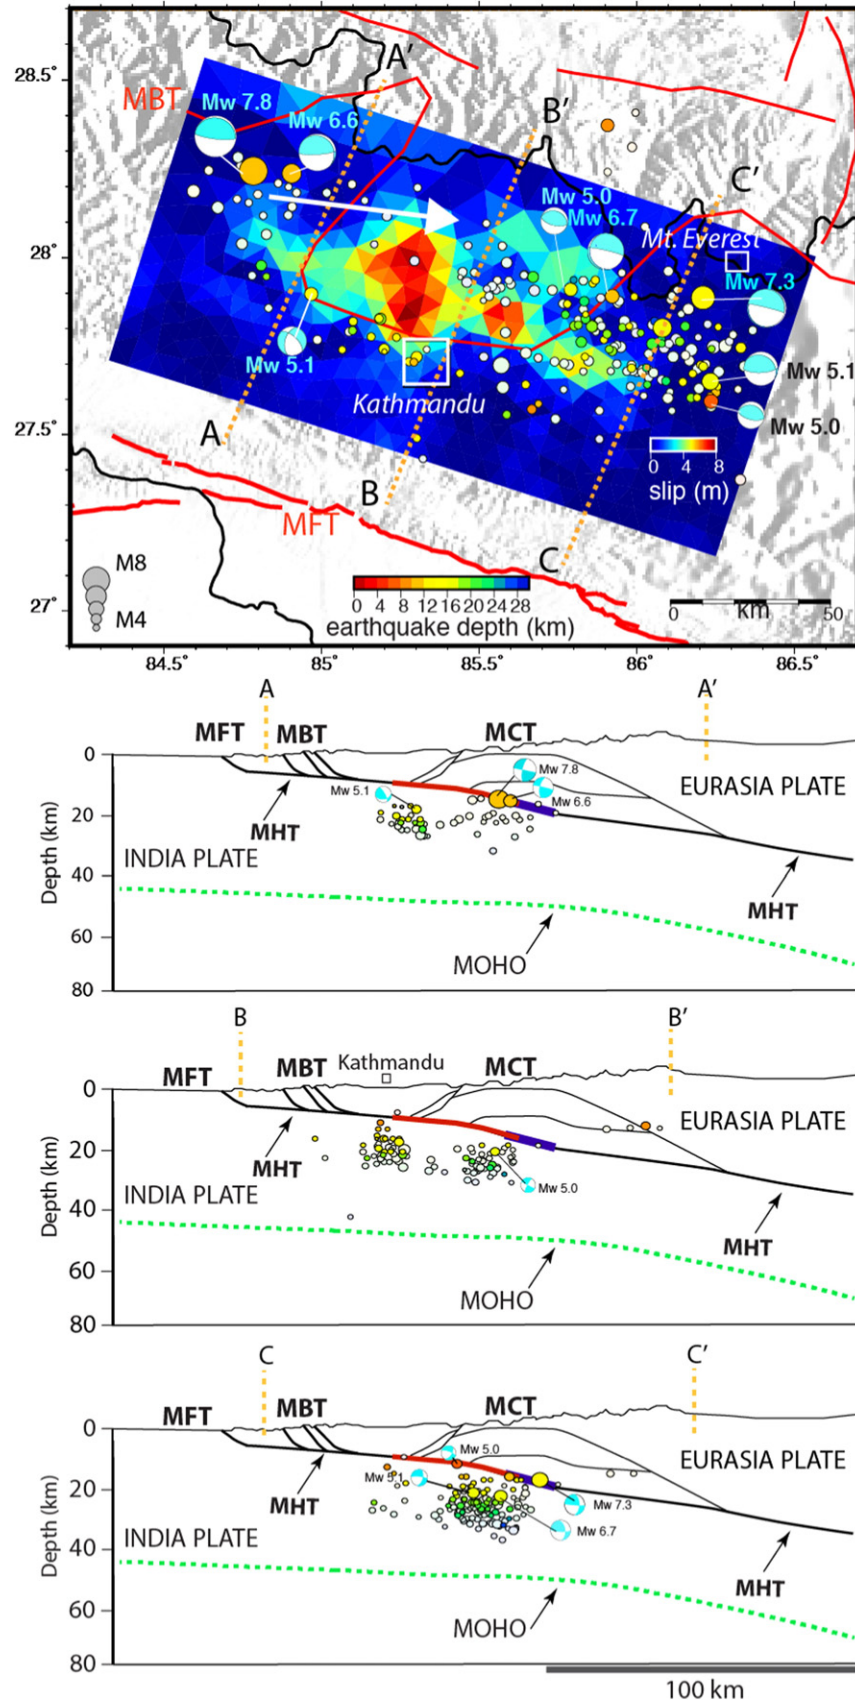 28.5°
28°
27.5°
27°
84.5°
85°
85.5°
86°
86.5°
MBT
A'
B'
C'
Mw 7.8
Mw 6.6
Mw 5.0
Mw 6.7
Mt. Everest
Mw 7.3
Mw 5.1
Mw 5.1
Mw 5.0
Kathmandu
A
B
C
0 4 8
slip (m)
MFT
M8
M4
0 4 8 12 16 20 24 28
earthquake depth (km)
0 km 50
A A'
MFT MBT MCT
0
20
40
60
80
Depth (km)
Mw 5.1
Mw 7.8
Mw 6.6
EURASIA PLATE
MHT
INDIA PLATE
MHT
MOHO
B B'
Kathmandu
MFT MBT MCT
0
20
40
60
80
Depth (km)
EURASIA PLATE
MHT
Mw 5.0
INDIA PLATE
MHT
MOHO
C C'
MFT MBT MCT
0
20
40
60
80
Depth (km)
Mw 5.0
Mw 5.1
EURASIA PLATE
MHT
Mw 7.3
Mw 6.7
INDIA PLATE
MHT
MOHO
100 km